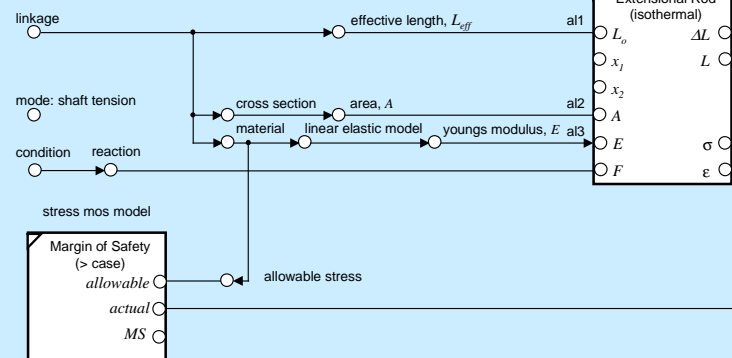 Extensional Rod
(isothermal)
linkage
effective length, Leff
al1
Lo
ΔL
x1
L
x2
mode: shaft tension
cross section
area, A
al2
A
material
linear elastic model
youngs modulus, E
al3
E
σ
condition
reaction
F
ε
stress mos model
Margin of Safety
(> case)
allowable
allowable stress
actual
MS